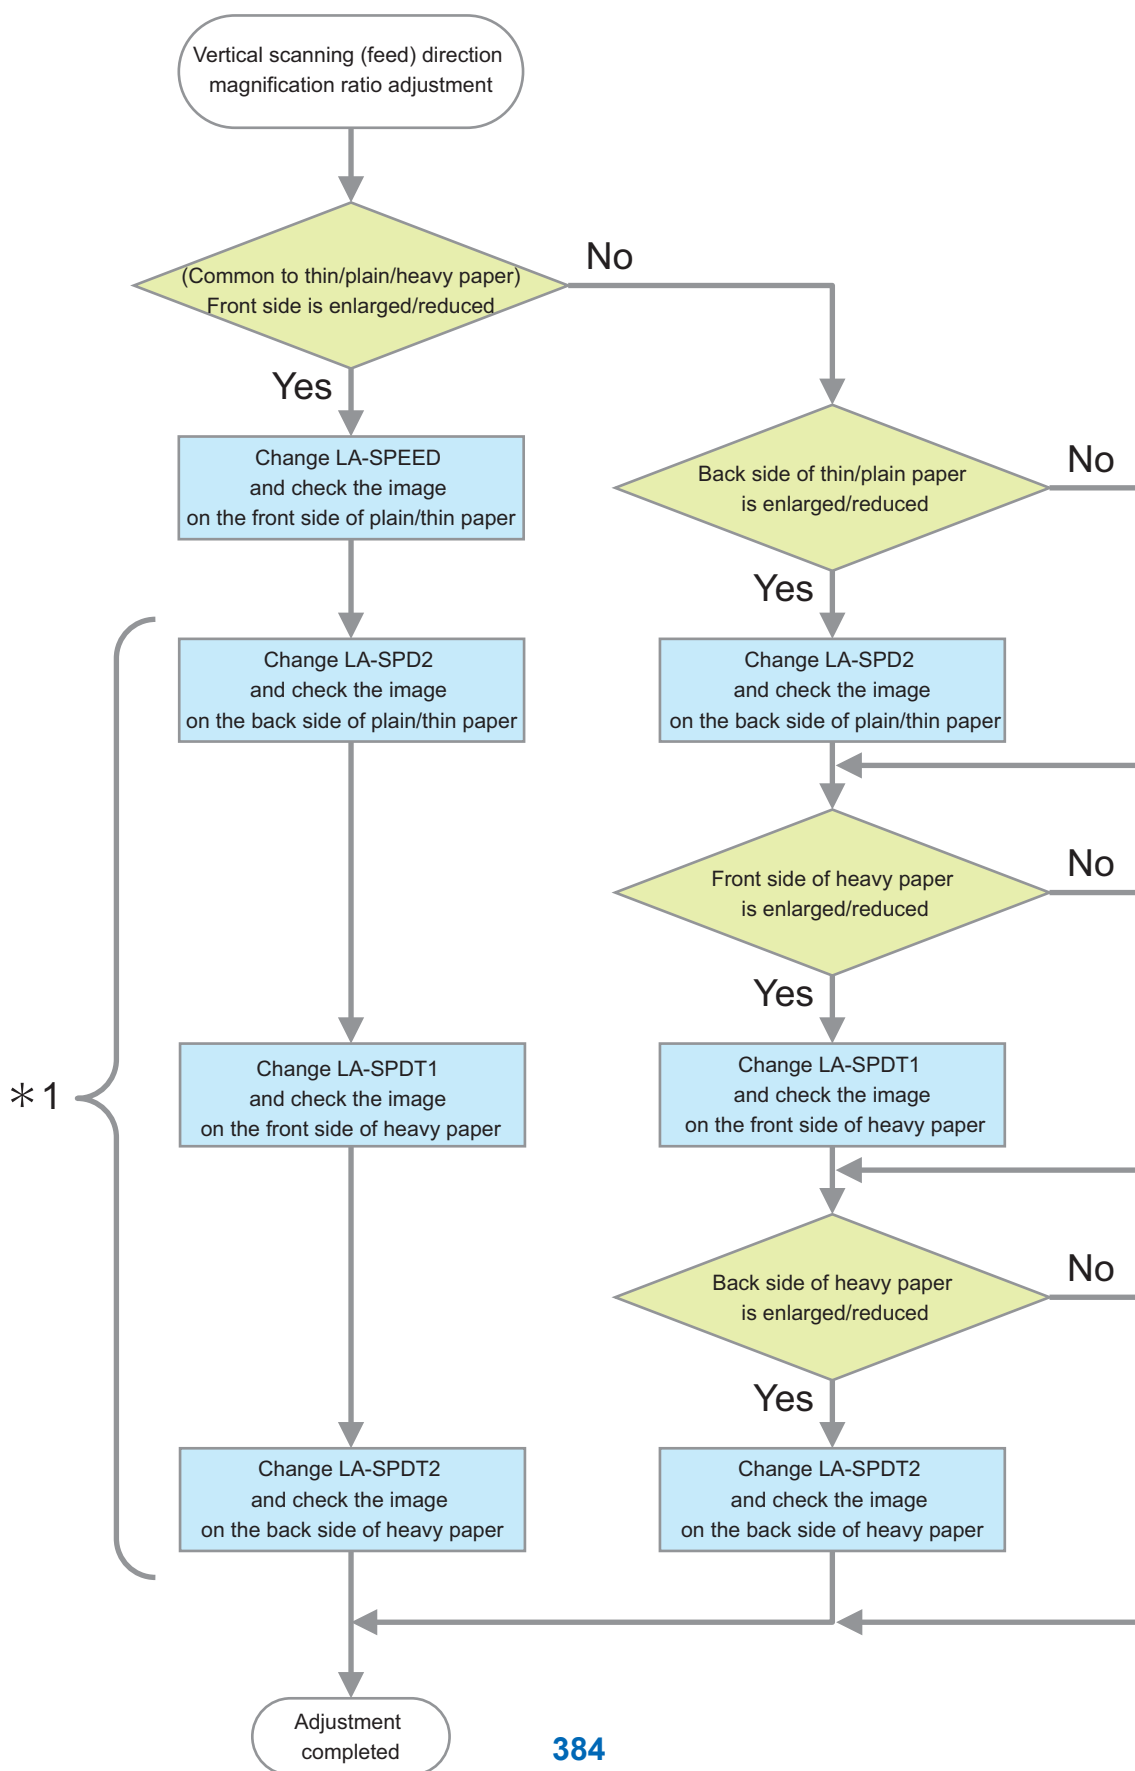 Vertical scanning (feed) direction
magnification ratio adjustment
(Common to thin/plain/heavy paper)
Front side is enlarged/reduced
No
Yes
Change LA-SPEED
and check the image
on the front side of plain/thin paper
Back side of thin/plain paper
is enlarged/reduced
No
Yes
Change LA-SPD2
and check the image
on the back side of plain/thin paper
Change LA-SPD2
and check the image
on the back side of plain/thin paper
Front side of heavy paper
is enlarged/reduced
No
Yes
*1
Change LA-SPDT1
and check the image
on the front side of heavy paper
Change LA-SPDT1
and check the image
on the front side of heavy paper
Back side of heavy paper
is enlarged/reduced
No
Yes
Change LA-SPDT2
and check the image
on the back side of heavy paper
Change LA-SPDT2
and check the image
on the back side of heavy paper
Adjustment
completed
384